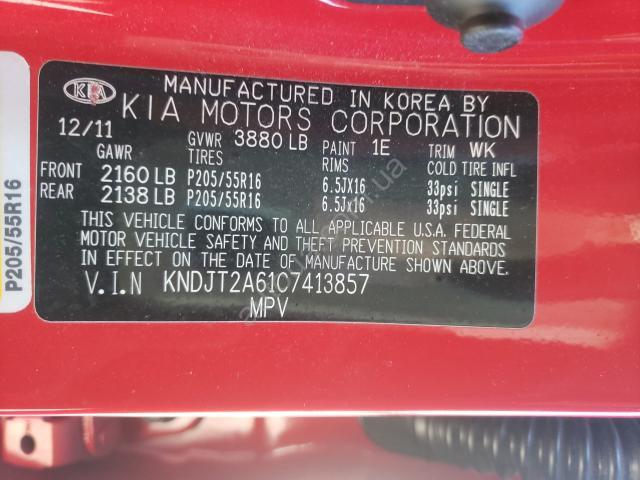 P205/55R16
KIA
MANUFACTURED IN KOREA BY
KIA MOTORS CORPORATION
12/11 GVWR 3880 LB PAINT 1E TRIM WK
GAWR TIRES RIMS COLD TIRE INFL
FRONT 2160 LB P205/55R16 6.5JX16 33psi SINGLE
REAR 2138 LB P205/55R16 6.5Jx16 33psi SINGLE
THIS VEHICLE CONFORMS TO ALL APPLICABLE U.S.A. FEDERAL
MOTOR VEHICLE SAFETY AND THEFT PREVENTION STANDARDS
IN EFFECT ON THE DATE OF MANUFACTURE SHOWN ABOVE.
V.I.N KNDJT2A61C7413857
MPV